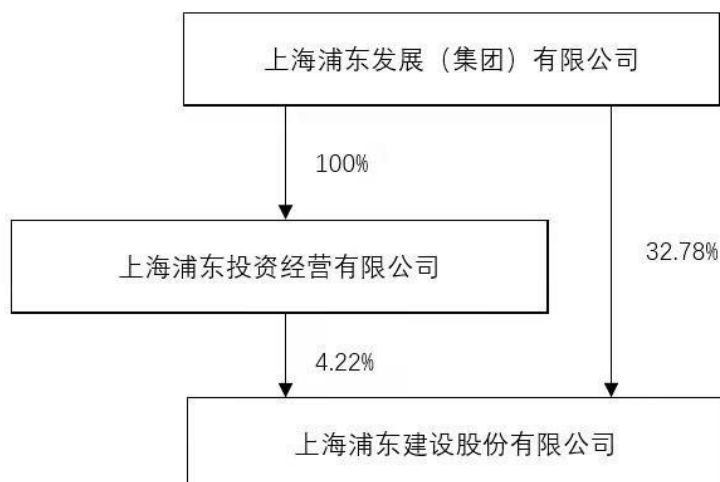 上海浦东发展（集团）有限公司
100%
上海浦东投资经营有限公司
32.78%
4.22%
上海浦东建设股份有限公司